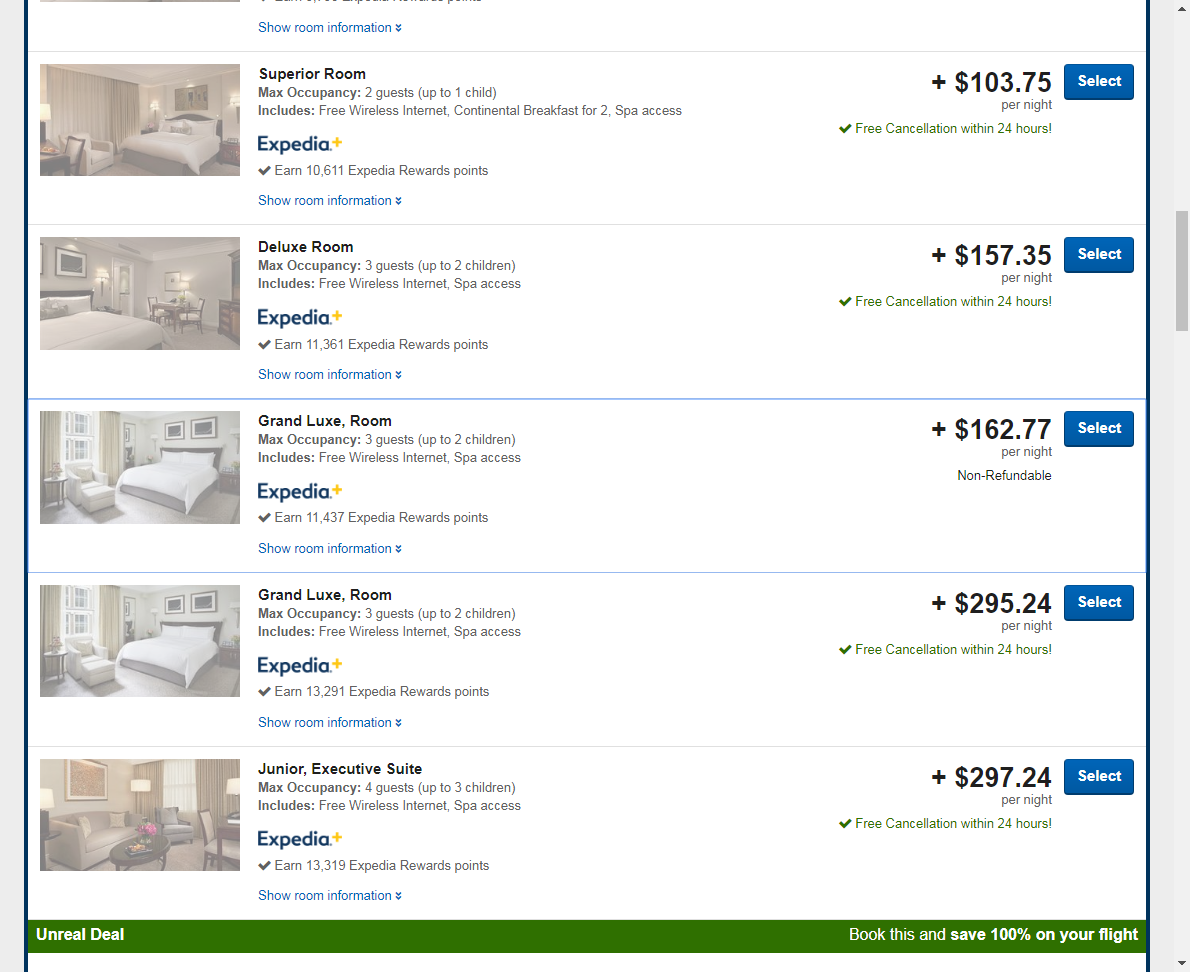 Show room information
Superior Room
Max Occupancy: 2 guests (up to 1 child)
Includes: Free Wireless Internet, Continental Breakfast for 2, Spa access
Expedia+
Earn 10,611 Expedia Rewards points
Show room information
+ $103.75
per night
Free Cancellation within 24 hours!
Select
Deluxe Room
Max Occupancy: 3 guests (up to 2 children)
Includes: Free Wireless Internet, Spa access
Expedia+
Earn 11,361 Expedia Rewards points
Show room information
+ $157.35
per night
Free Cancellation within 24 hours!
Select
Grand Luxe, Room
Max Occupancy: 3 guests (up to 2 children)
Includes: Free Wireless Internet, Spa access
Expedia+
Earn 11,437 Expedia Rewards points
Show room information
+ $162.77
per night
Non-Refundable
Select
Grand Luxe, Room
Max Occupancy: 3 guests (up to 2 children)
Includes: Free Wireless Internet, Spa access
Expedia+
Earn 13,291 Expedia Rewards points
Show room information
+ $295.24
per night
Free Cancellation within 24 hours!
Select
Junior, Executive Suite
Max Occupancy: 4 guests (up to 3 children)
Includes: Free Wireless Internet, Spa access
Expedia+
Earn 13,319 Expedia Rewards points
Show room information
+ $297.24
per night
Free Cancellation within 24 hours!
Select
Unreal Deal
Book this and save 100% on your flight